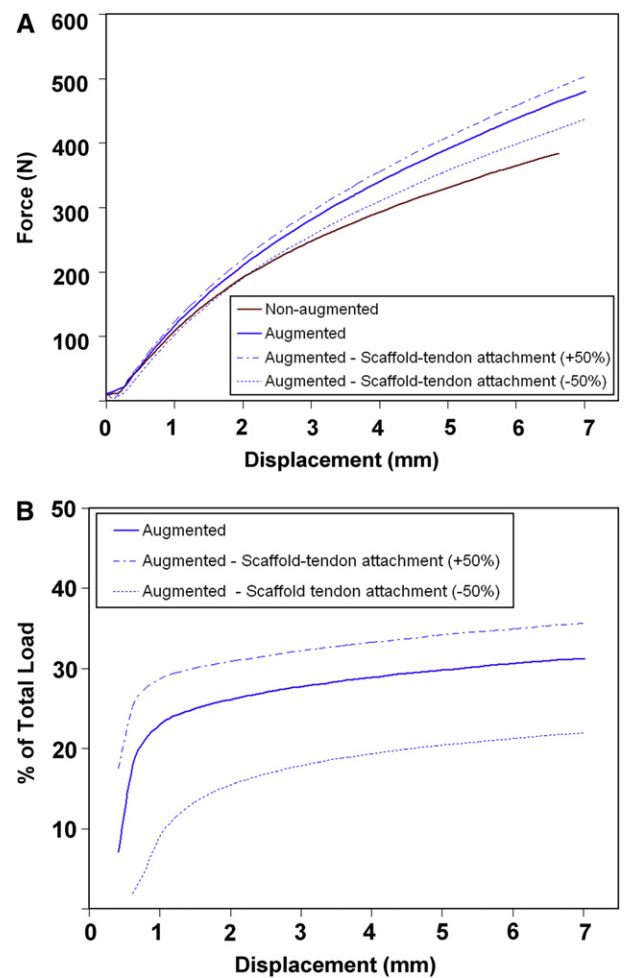 A
600
500
400
300
200
100
Force (N)
Non-augmented
Augmented
Augmented - Scaffold-tendon attachment (+50%)
Augmented - Scaffold-tendon attachment (-50%)
0 1 2 3 4 5 6 7
Displacement (mm)
B
50
40
30
20
10
% of Total Load
Augmented
Augmented - Scaffold-tendon attachment (+50%)
Augmented - Scaffold tendon attachment (-50%)
0 1 2 3 4 5 6 7
Displacement (mm)